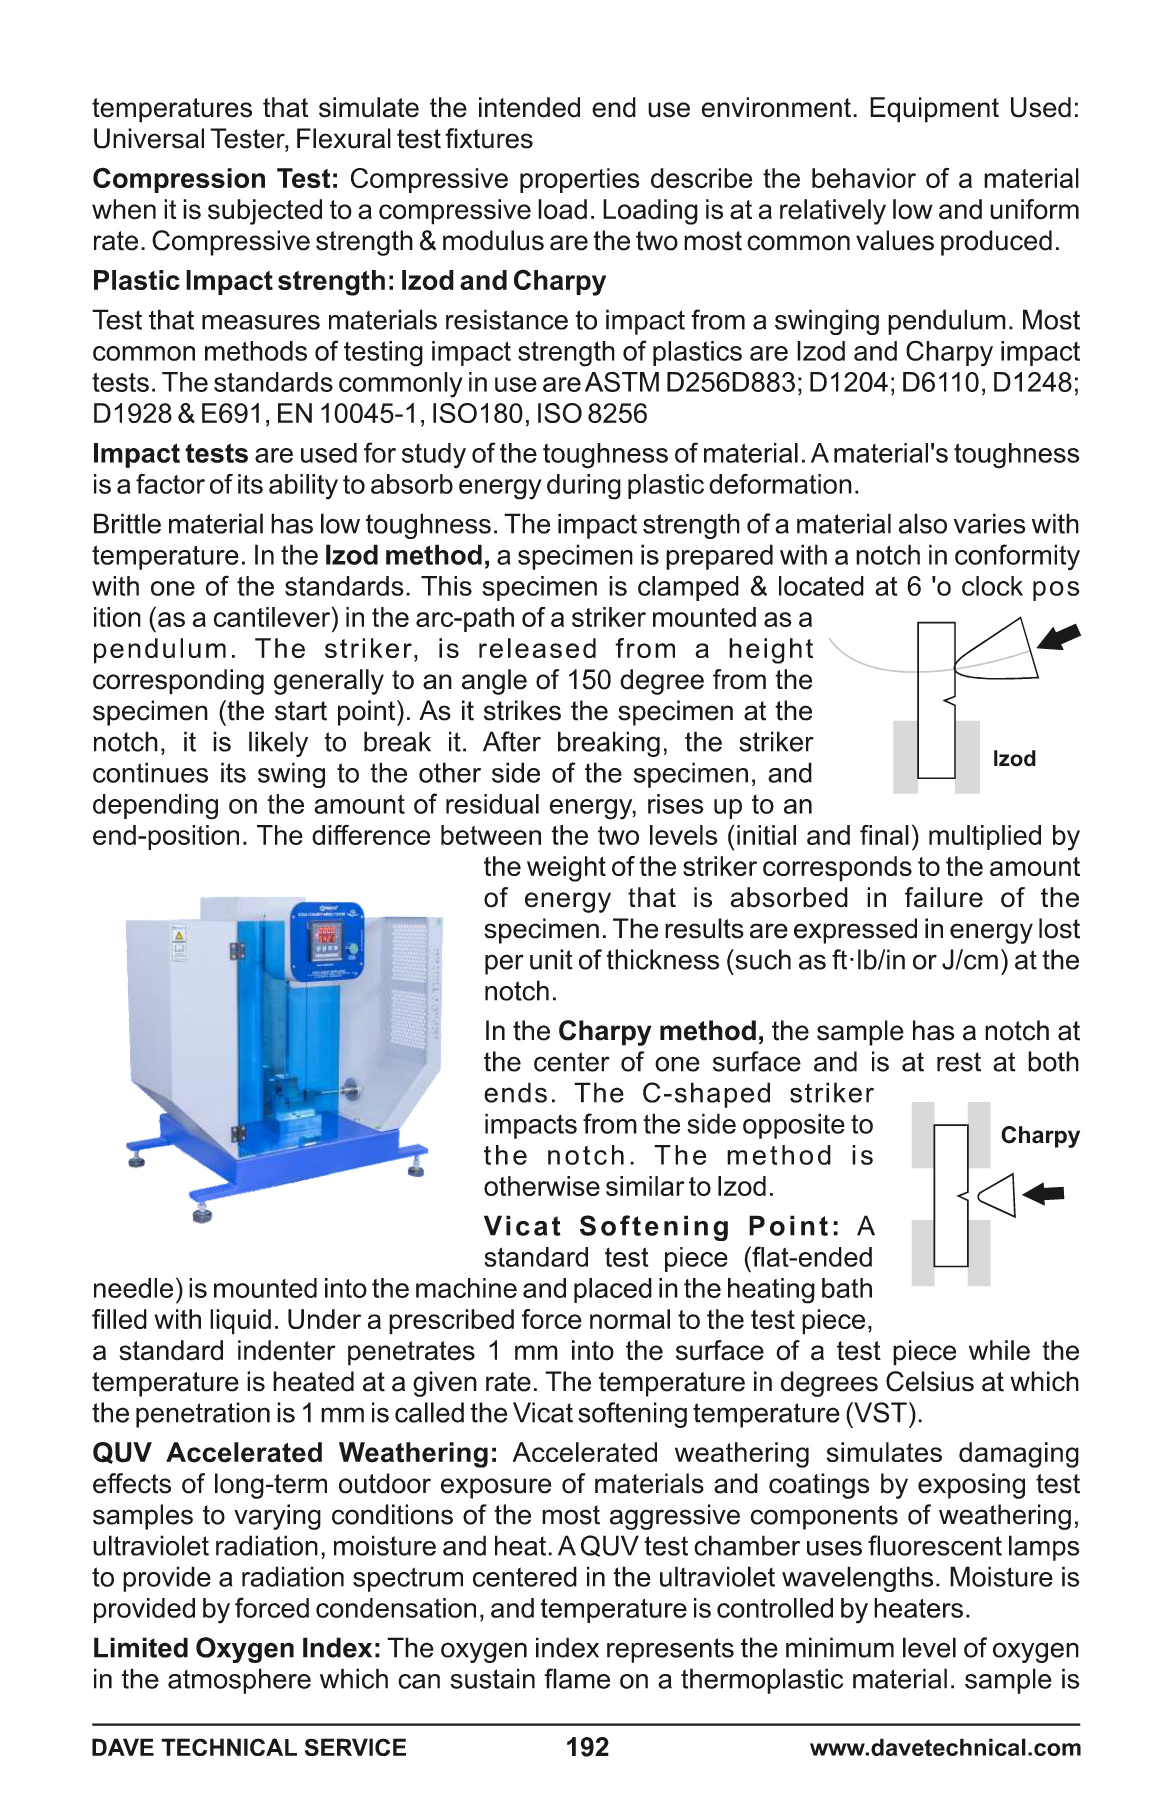 temperatures that simulate the intended end use environment. Equipment Used:
Universal Tester, Flexural test fixtures
Compression Test: Compressive properties describe the behavior of a material
when it is subjected to a compressive load. Loading is at a relatively low and uniform
rate. Compressive strength & modulus are the two most common values produced.
Plastic Impact strength: Izod and Charpy
Test that measures materials resistance to impact from a swinging pendulum. Most
common methods of testing impact strength of plastics are Izod and Charpy impact
tests. The standards commonly in use are ASTM D256D883; D1204; D6110, D1248;
D1928 & E691, EN 10045-1, ISO180, ISO 8256
Impact tests are used for study of the toughness of material. A material's toughness
is a factor of its ability to absorb energy during plastic deformation.
Brittle material has low toughness. The impact strength of a material also varies with
temperature. In the Izod method, a specimen is prepared with a notch in conformity
with one of the standards. This specimen is clamped & located at 6 'o clock pos
ition (as a cantilever) in the arc-path of a striker mounted as a
pendulum. The striker, is released from a height
corresponding generally to an angle of 150 degree from the
specimen (the start point). As it strikes the specimen at the
notch, it is likely to break it. After breaking, the striker
continues its swing to the other side of the specimen, and
depending on the amount of residual energy, rises up to an
Izod
end-position. The difference between the two levels (initial and final) multiplied by
the weight of the striker corresponds to the amount
of energy that is absorbed in failure of the
specimen. The results are expressed in energy lost
per unit of thickness (such as ft·lb/in or J/cm) at the
notch.
In the Charpy method, the sample has a notch at
the center of one surface and is at rest at both
ends. The C-shaped striker
impacts from the side opposite to
the notch. The method is
otherwise similar to Izod.
Charpy
Vicat Softening Point: A
standard test piece (flat-ended
needle) is mounted into the machine and placed in the heating bath
filled with liquid. Under a prescribed force normal to the test piece,
a standard indenter penetrates 1 mm into the surface of a test piece while the
temperature is heated at a given rate. The temperature in degrees Celsius at which
the penetration is 1 mm is called the Vicat softening temperature (VST).
QUV Accelerated Weathering: Accelerated weathering simulates damaging
effects of long-term outdoor exposure of materials and coatings by exposing test
samples to varying conditions of the most aggressive components of weathering,
ultraviolet radiation, moisture and heat. A QUV test chamber uses fluorescent lamps
to provide a radiation spectrum centered in the ultraviolet wavelengths. Moisture is
provided by forced condensation, and temperature is controlled by heaters.
Limited Oxygen Index: The oxygen index represents the minimum level of oxygen
in the atmosphere which can sustain flame on a thermoplastic material. sample is
DAVE TECHNICAL SERVICE
192
www.davetechnical.com